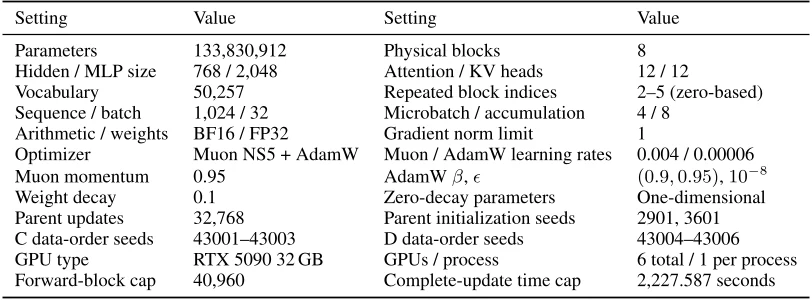 Setting Value Setting Value
Parameters 133,830,912 Physical blocks 8
Hidden / MLP size 768 / 2,048 Attention / KV heads 12 / 12
Vocabulary 50,257 Repeated block indices 2–5 (zero-based)
Sequence / batch 1,024 / 32 Microbatch / accumulation 4 / 8
Arithmetic / weights BF16 / FP32 Gradient norm limit 1
Optimizer Muon NS5 + AdamW Muon / AdamW learning rates 0.004 / 0.00006
Muon momentum 0.95 AdamW β, ϵ (0.9, 0.95), 10⁻⁸
Weight decay 0.1 Zero-decay parameters One-dimensional
Parent updates 32,768 Parent initialization seeds 2901, 3601
C data-order seeds 43001–43003 D data-order seeds 43004–43006
GPU type RTX 5090 32 GB GPUs / process 6 total / 1 per process
Forward-block cap 40,960 Complete-update time cap 2,227.587 seconds